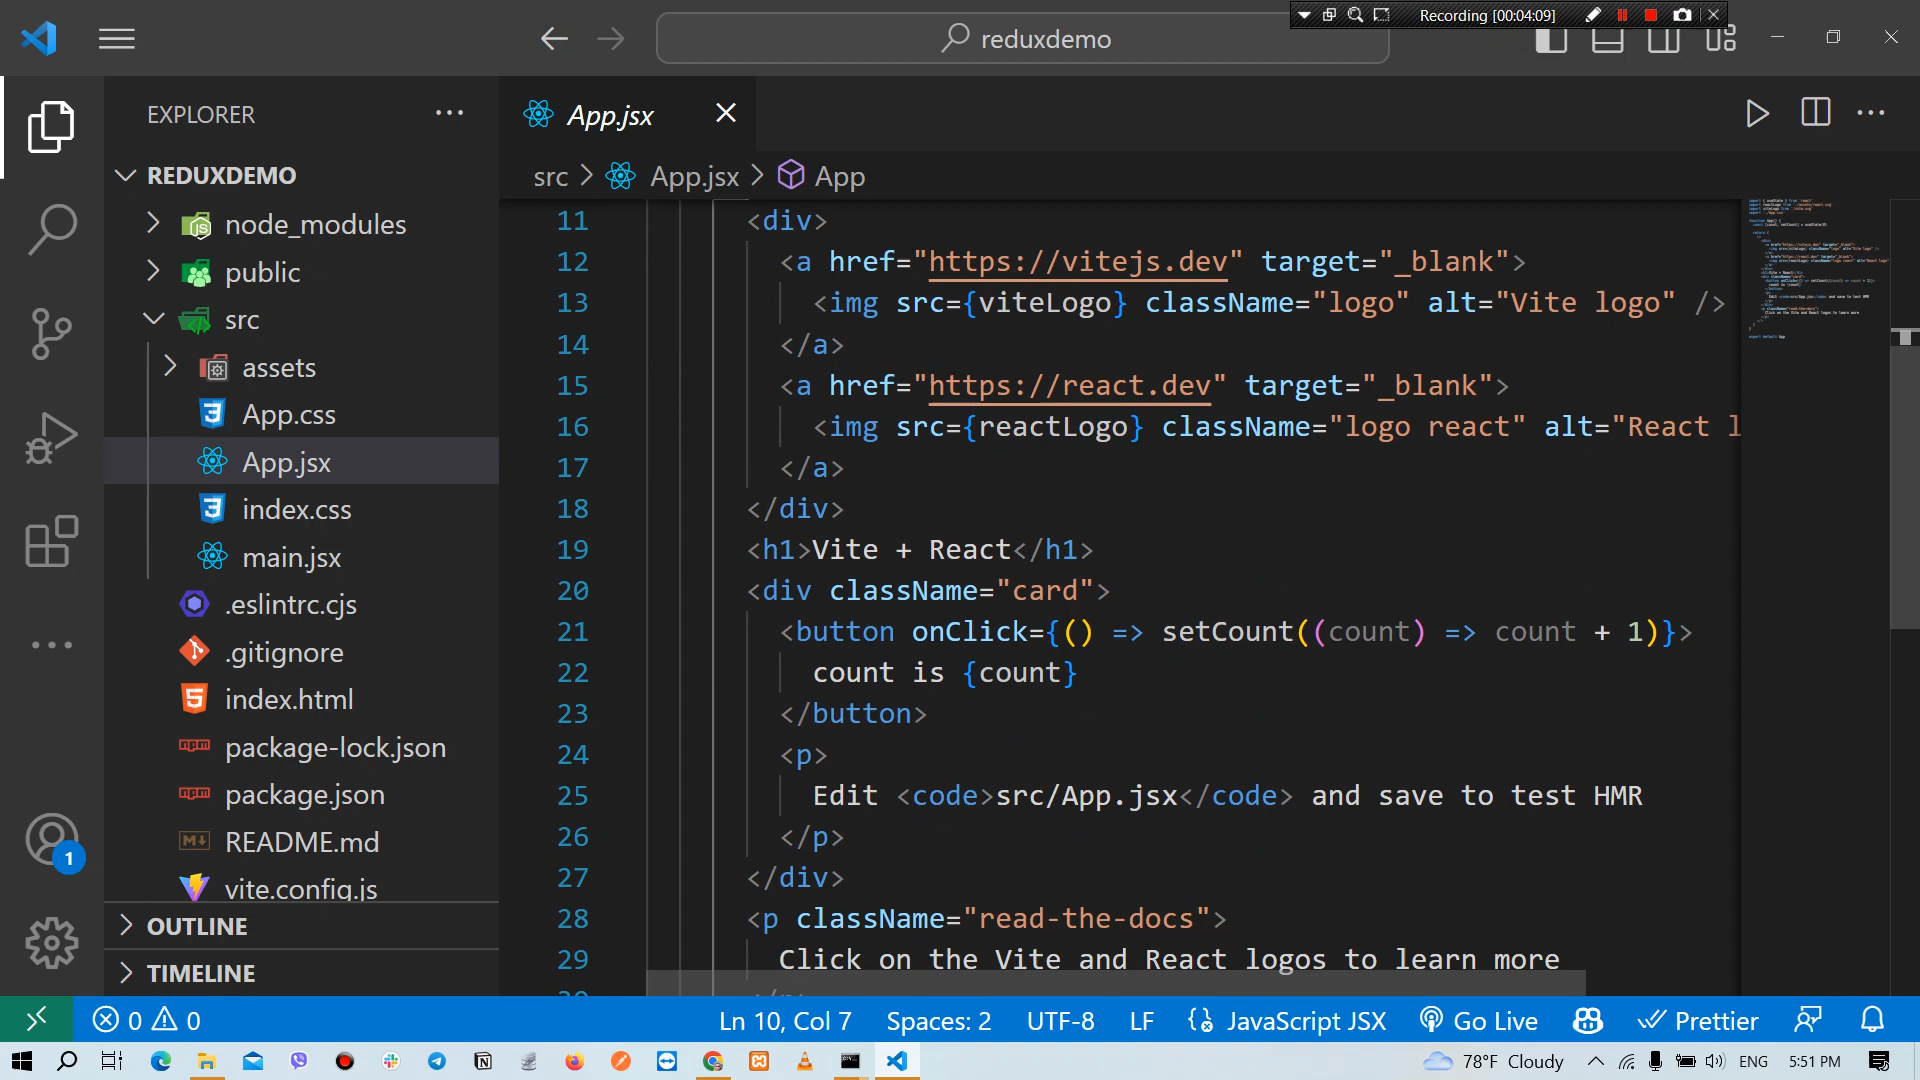 reduxdemo
Recording [00:04:09]
EXPLORER
App.jsx
src > App.jsx > App
REDUXDEMO
node_modules
public
src
assets
App.css
App.jsx
index.css
main.jsx
.eslintrc.cjs
.gitignore
index.html
package-lock.json
package.json
README.md
vite.config.js
OUTLINE
TIMELINE
11 <div>
12 <a href="https://vitejs.dev" target="_blank">
13 <img src={viteLogo} className="logo" alt="Vite logo" />
14 </a>
15 <a href="https://react.dev" target="_blank">
16 <img src={reactLogo} className="logo react" alt="React l
17 </a>
18 </div>
19 <h1>Vite + React</h1>
20 <div className="card">
21 <button onClick={() => setCount((count) => count + 1)}>
22 count is {count}
23 </button>
24 <p>
25 Edit <code>src/App.jsx</code> and save to test HMR
26 </p>
27 </div>
28 <p className="read-the-docs">
29 Click on the Vite and React logos to learn more
1
0 0 Ln 10, Col 7 Spaces: 2 UTF-8 LF JavaScript JSX Go Live Prettier
78°F Cloudy ENG 5:51 PM